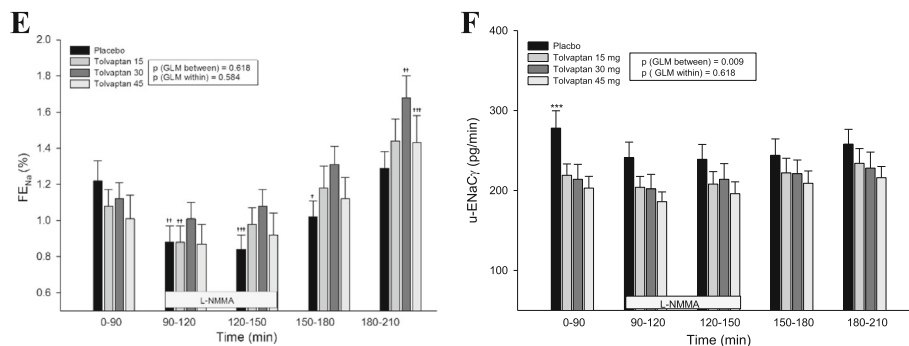 E
2.0
1.8
1.6
1.4
1.2
1.0
0.8
0.6
FE_Na (%)
Placebo
Tolvaptan 15
Tolvaptan 30
Tolvaptan 45
p (GLM between) = 0.618
p (GLM within) = 0.584
††
†††
††
††
†††
†
L-NMMA
0-90
90-120
120-150
150-180
180-210
Time (min)
F
400
300
200
100
u-ENaCγ (pg/min)
Placbo
Tolvaptan 15 mg
Tolvaptan 30 mg
Tolvaptan 45 mg
p (GLM between) = 0.009
p ( GLM within) = 0.618
***
L-NMMA
0-90
90-120
120-150
150-180
180-210
Time (min)